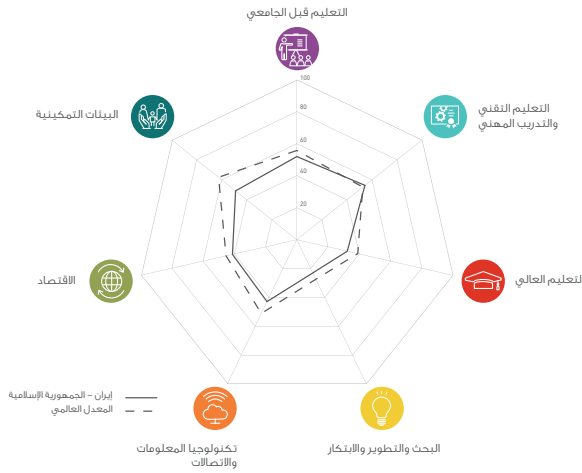 التعليم قبل الجامعي
100
80
60
40
20
التعليم التقني
والتدريب المهني
البيئات التمكينية
لتعليم العالي
الاقتصاد
إيران - الجمهورية الإسلامية
المعدل العالمي
البحث والتطوير والابتكار
تكنولوجيا المعلومات
والاتصالات